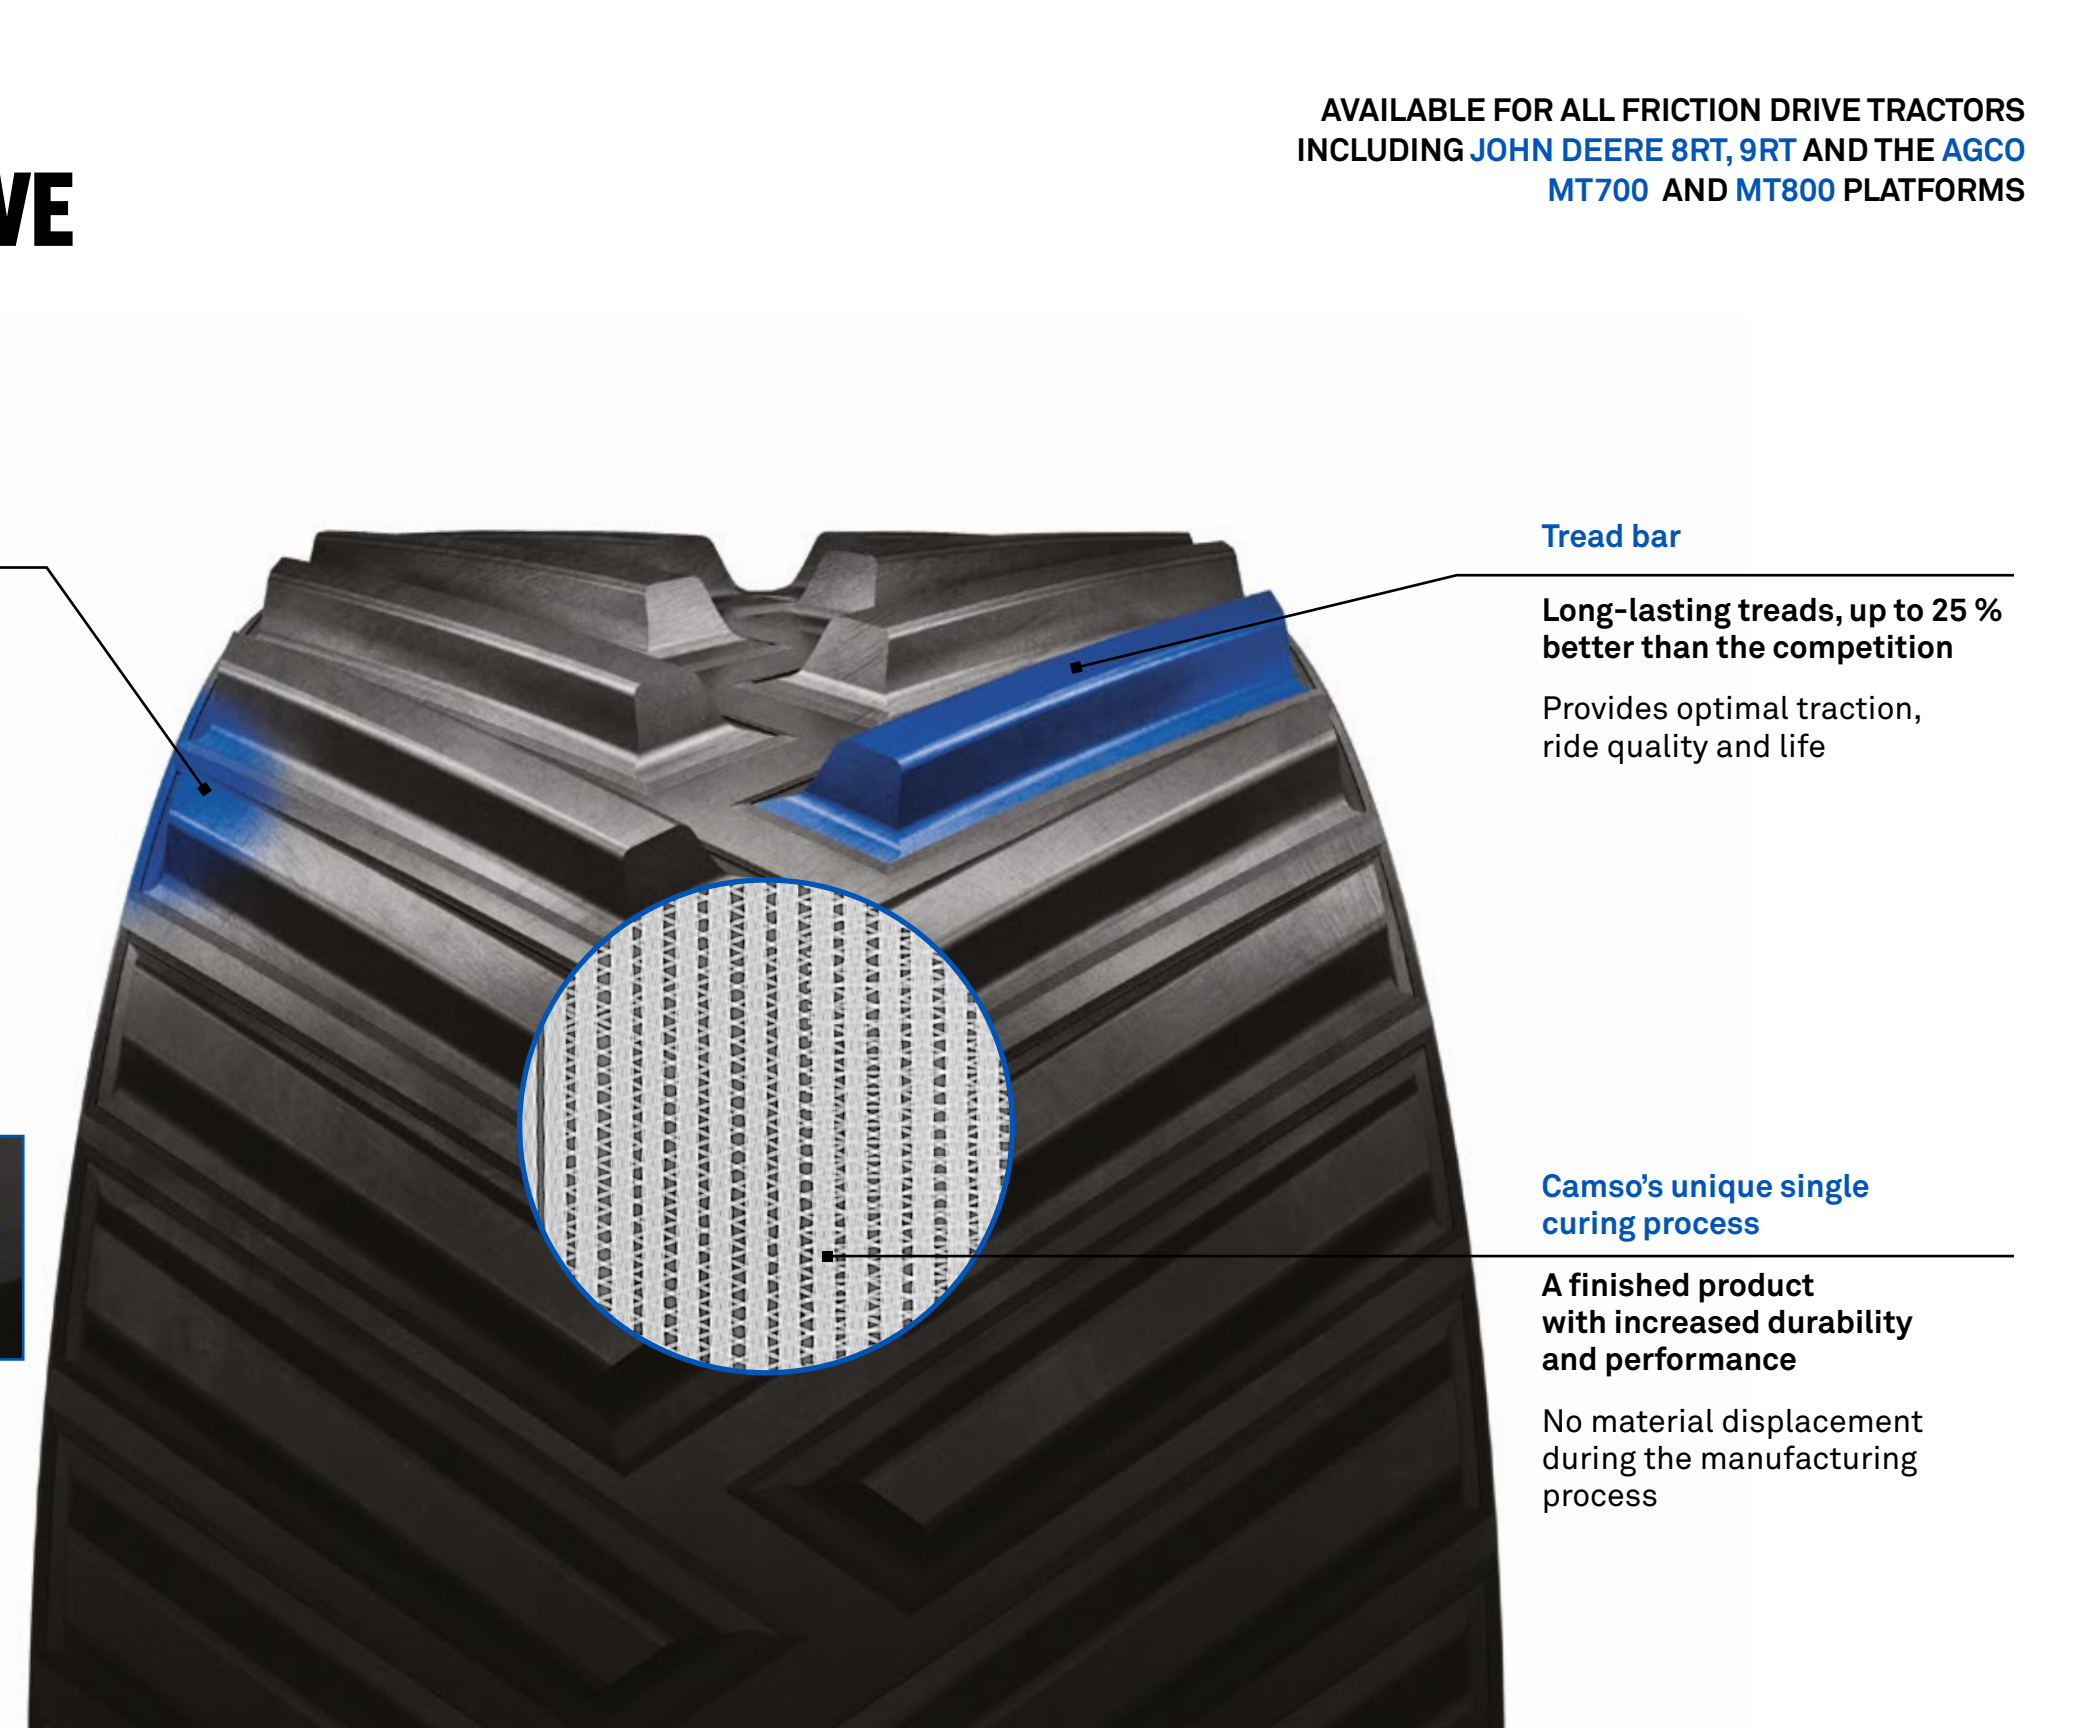 AVAILABLE FOR ALL FRICTION DRIVE TRACTORS
INCLUDING JOHN DEERE 8RT, 9RT AND THE AGCO
MT700 AND MT800 PLATFORMS
VE
Tread bar
Long-lasting treads, up to 25 %
better than the competition
Provides optimal traction,
ride quality and life
Camso’s unique single
curing process
A finished product
with increased durability
and performance
No material displacement
during the manufacturing
process